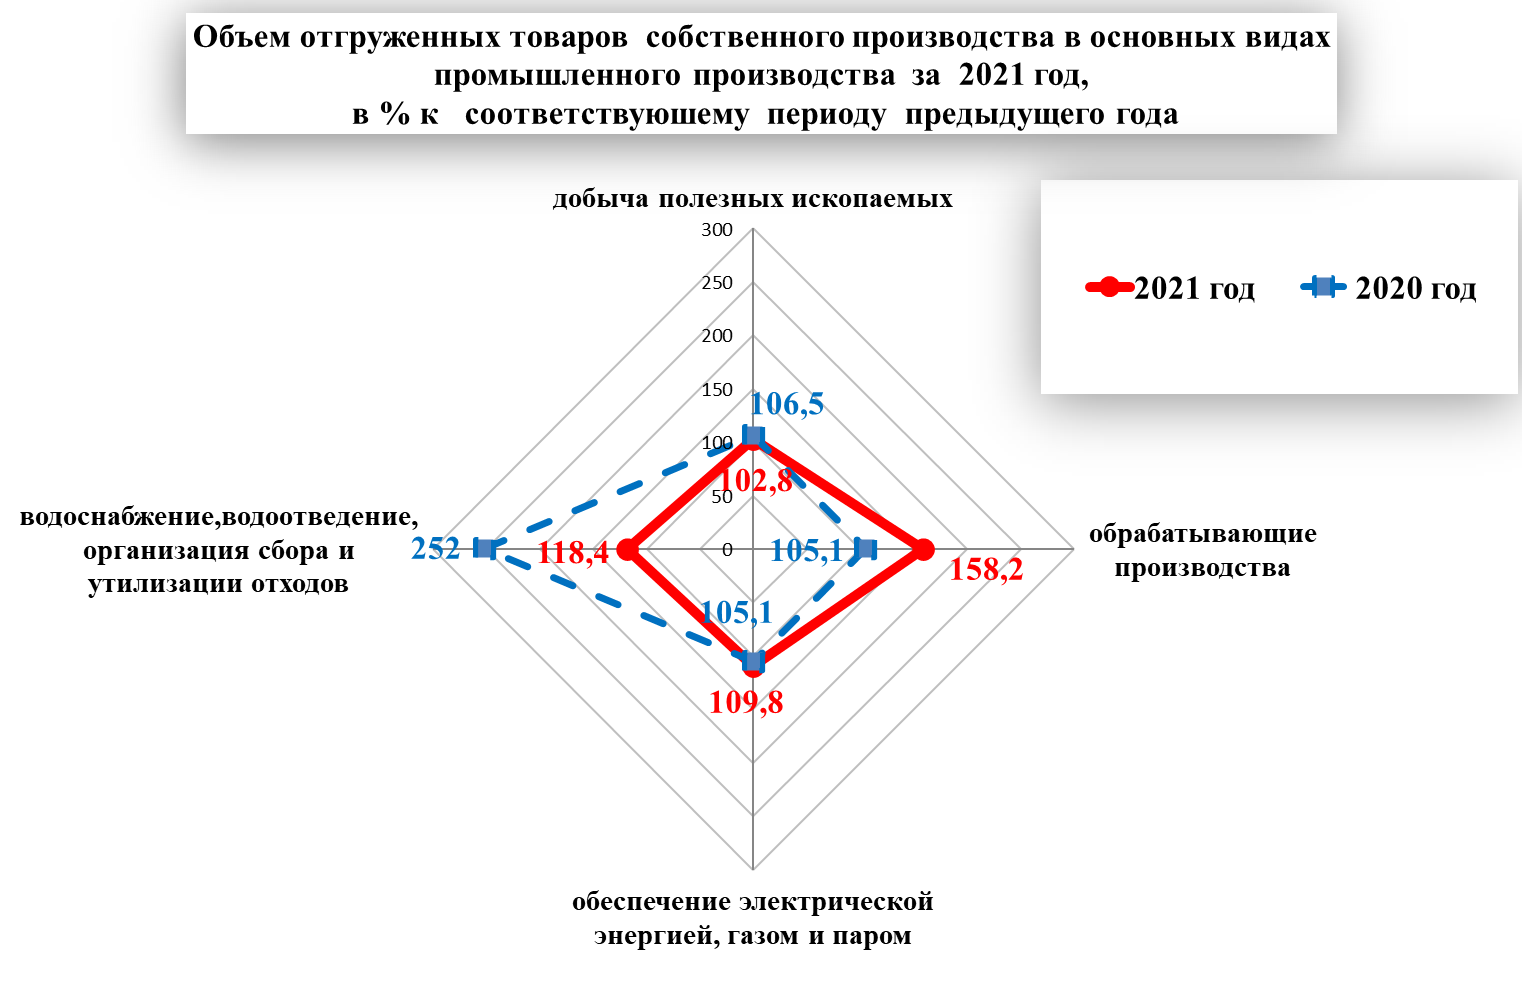 Объем отгруженных товаров собственного производства в основных видах
промышленного производства за 2021 год,
в % к соответствуюшему периоду предыдущего года
добыча полезных ископаемых
2021 год
2020 год
300
250
200
150
100
50
0
106,5
102,8
водоснабжение,водоотведение,
организация сбора и
утилизации отходов
252
118,4
105,1
158,2
обрабатывающие
производства
105,1
109,8
обеспечение электрической
энергией, газом и паром